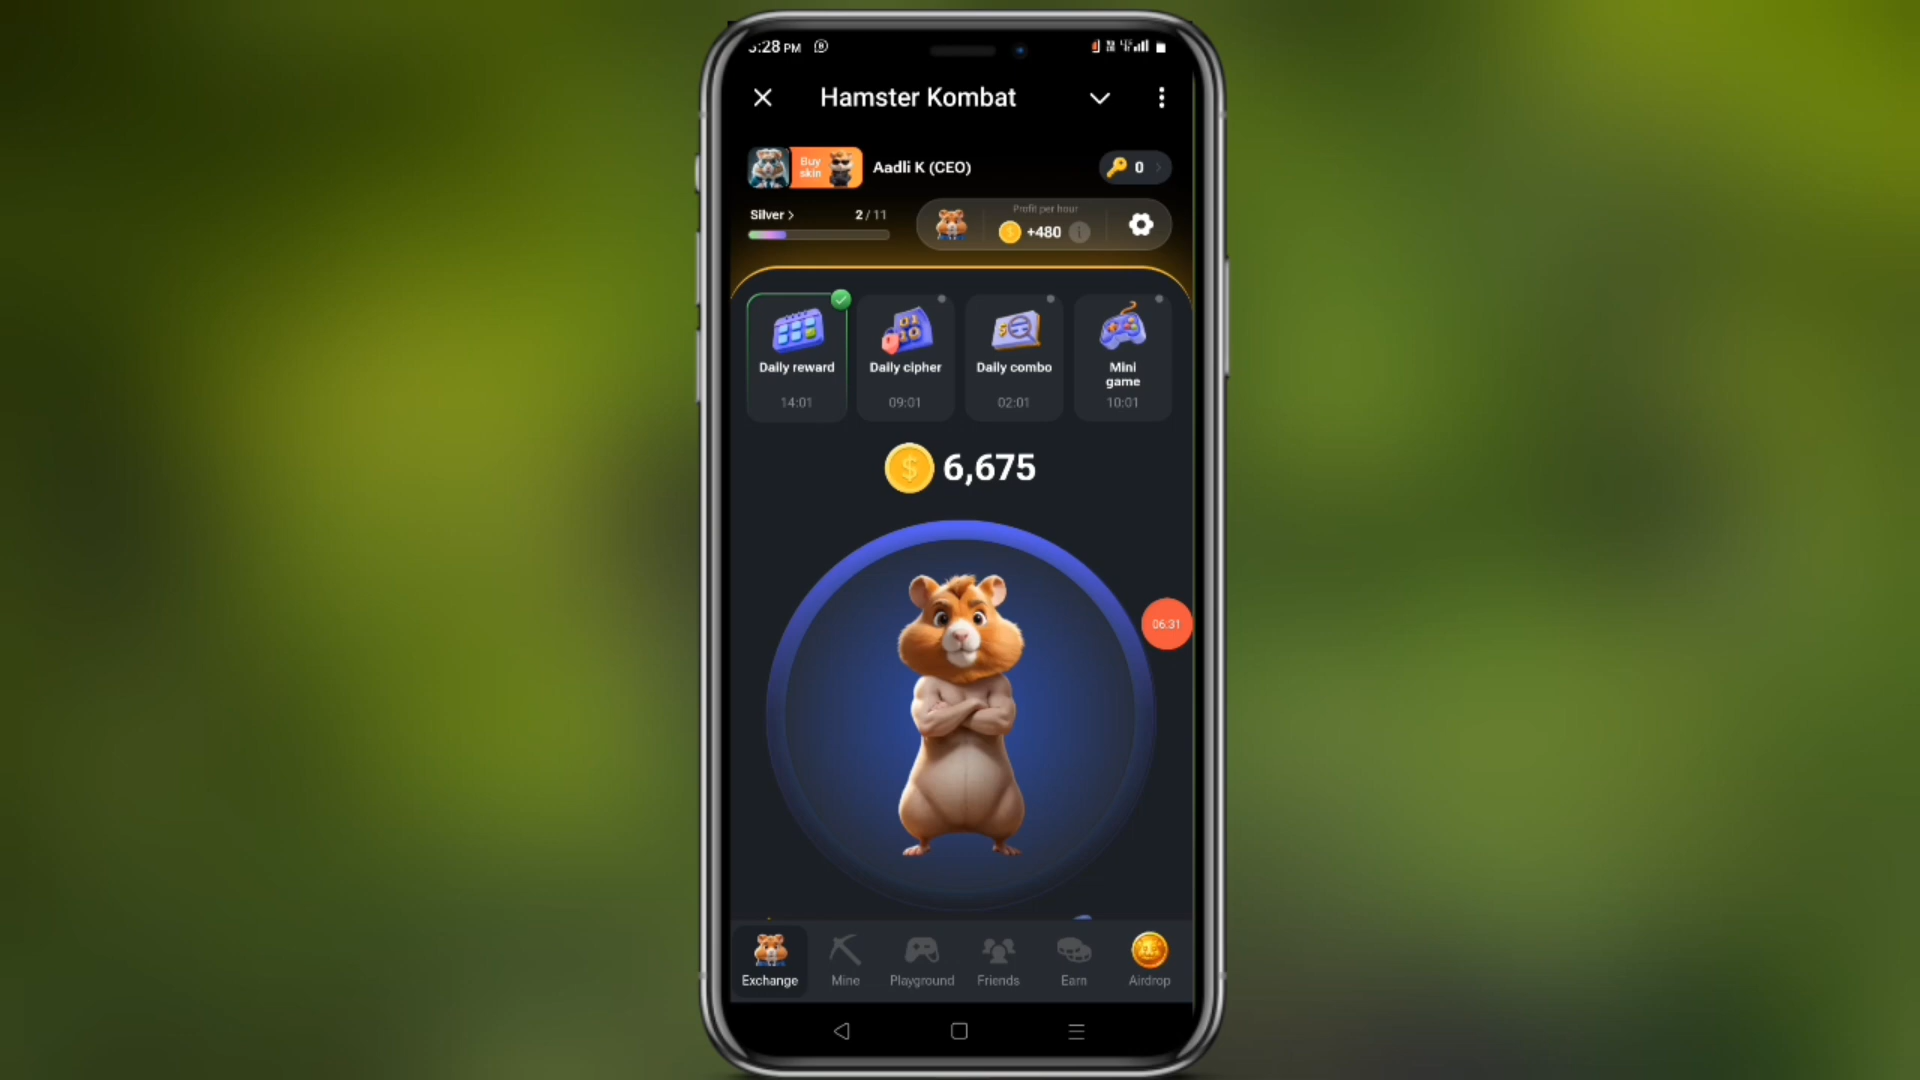 :28 PM
Hamster Kombat
Buy
skin
Aadli K (CEO)
0
Silver >
2 / 11
Profit per hour
+480
Daily reward
14:01
Daily cipher
09:01
Daily combo
02:01
Mini
game
10:01
6,675
06:31
Exchange
Mine
Playground
Friends
Earn
Airdrop